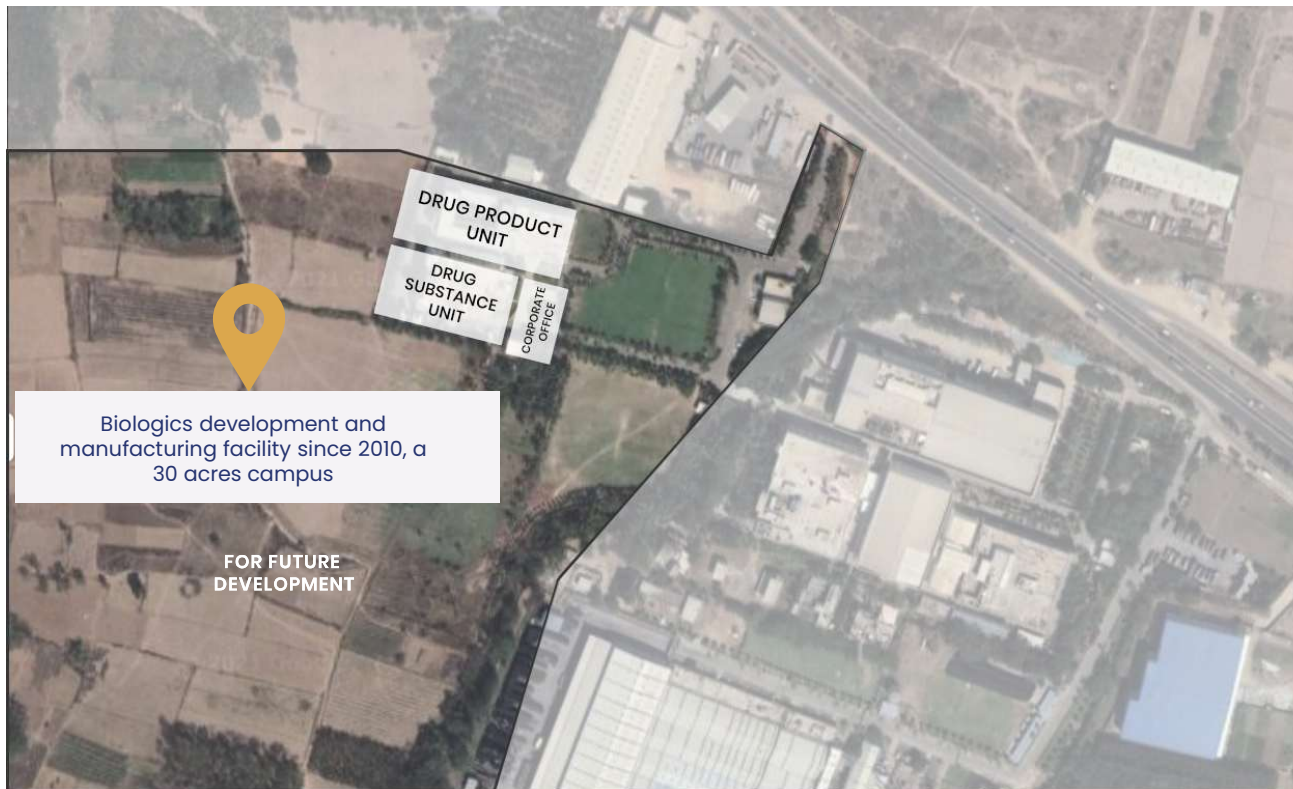 DRUG PRODUCT
UNIT
DRUG
SUBSTANCE
UNIT
CORPORATE
OFFICE
Biologics development and
manufacturing facility since 2010, a
30 acres campus
FOR FUTURE
DEVELOPMENT